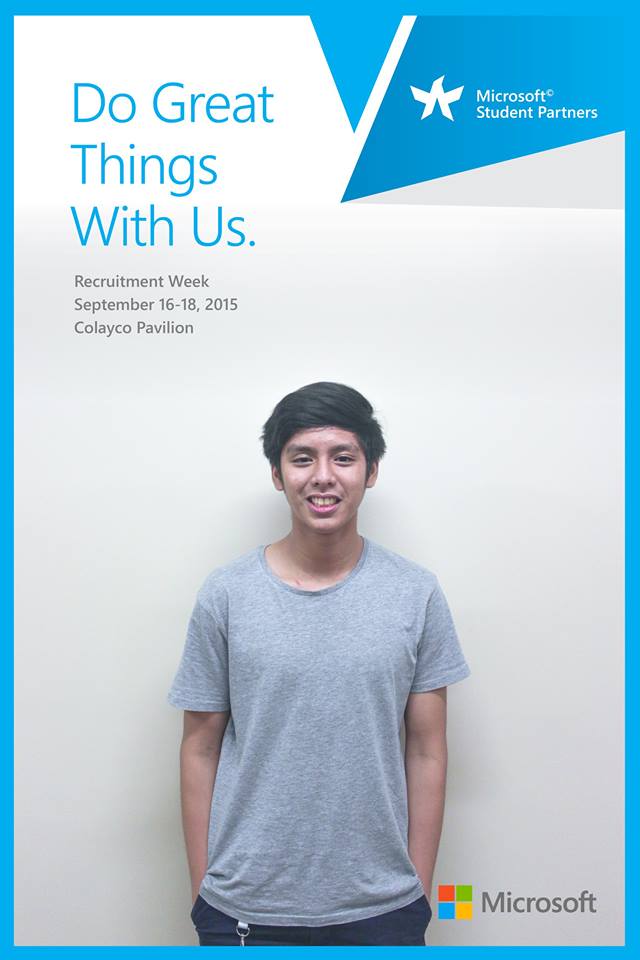 Do Great
Things
With Us.
Microsoft©
Student Partners
Recruitment Week
September 16-18, 2015
Colayco Pavilion
Microsoft